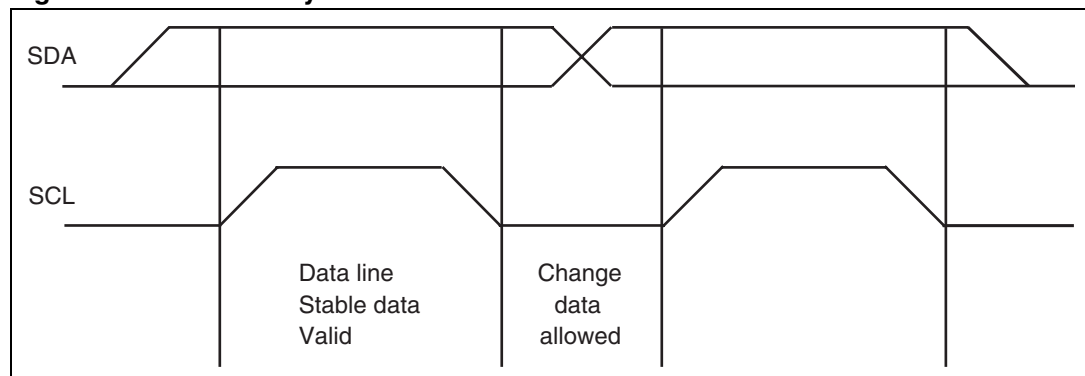 SDA
SCL
Data line
Stable data
Valid
Change
data
allowed